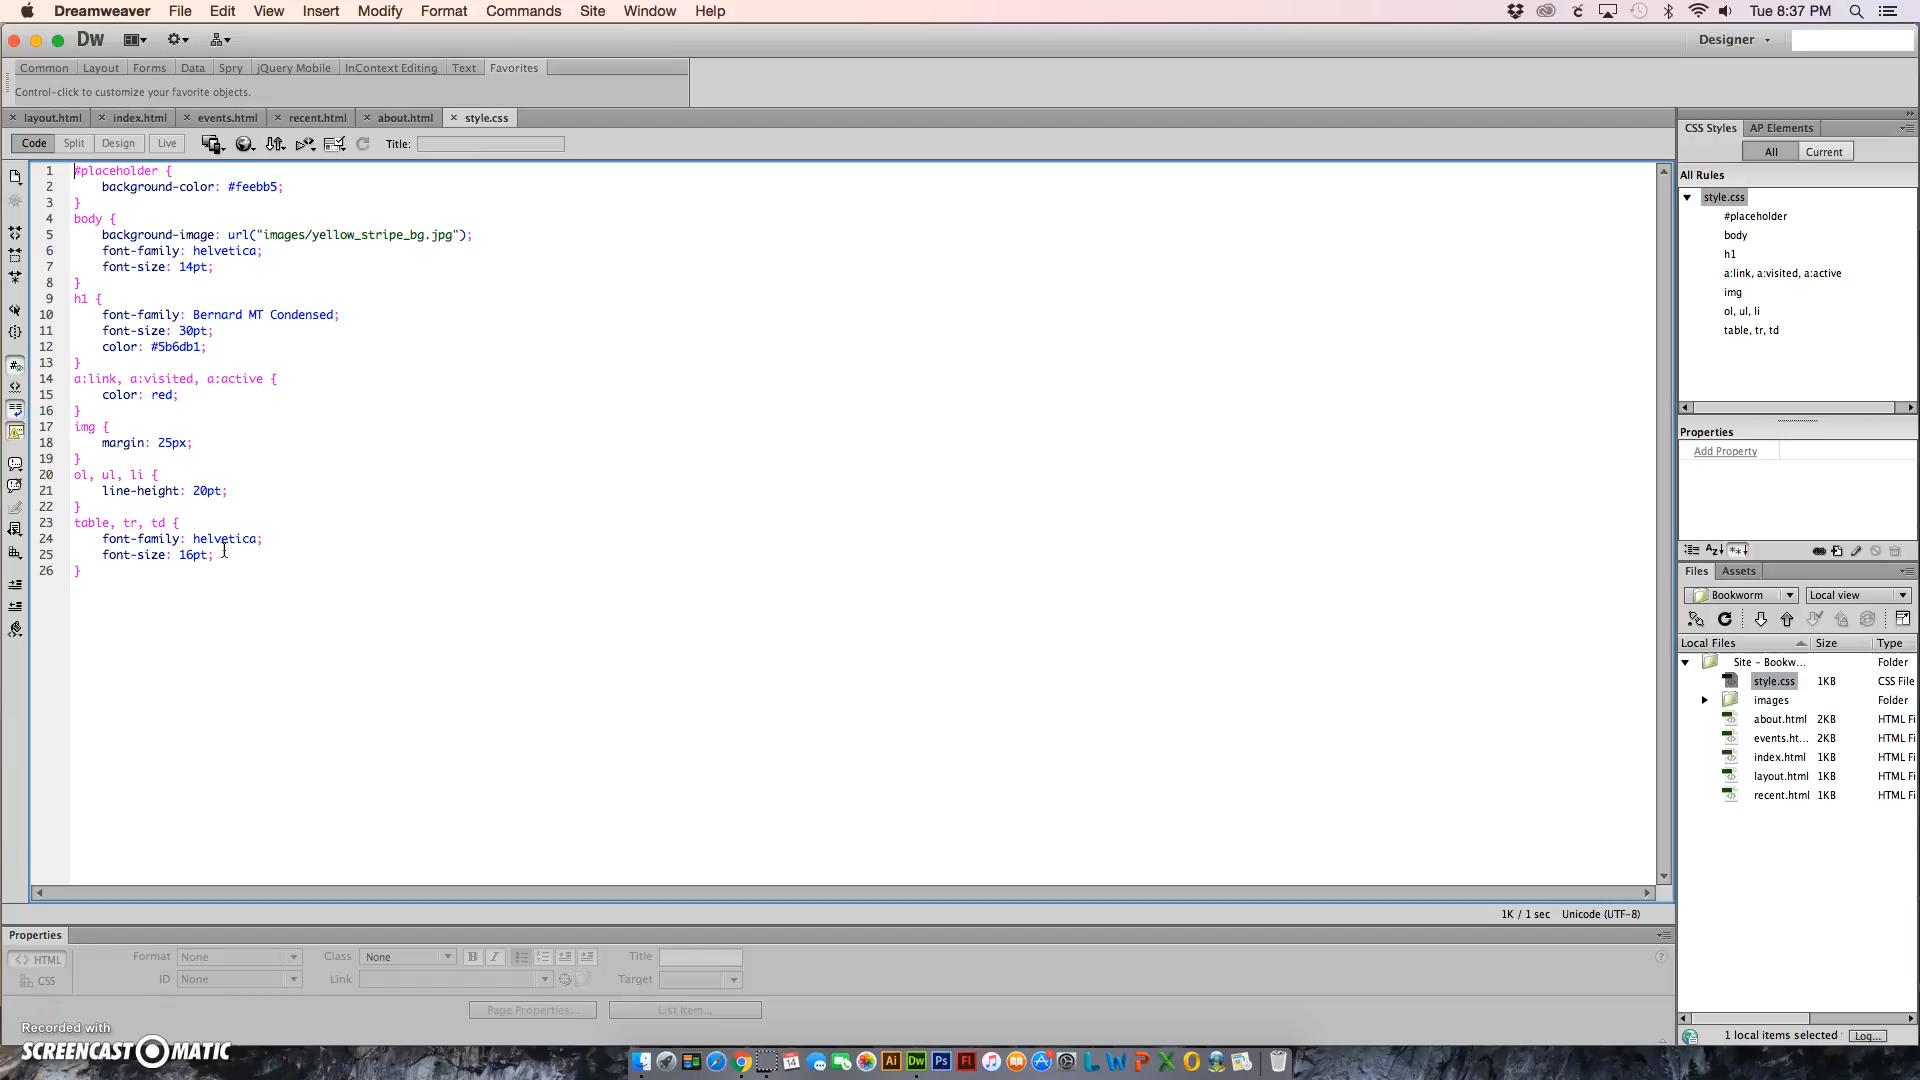 Dreamweaver File Edit View Insert Modify Format Commands Site Window Help Tue 8:37 PM
Dw Designer
Common Layout Forms Data Spry jQuery Mobile InContext Editing Text Favorites
Control-click to customize your favorite objects.
layout.html index.html events.html recent.html about.html style.css
Code Split Design Live Title:
1 #placeholder {
2 background-color: #feebb5;
3 }
4 body {
5 background-image: url("images/yellow_stripe_bg.jpg");
6 font-family: helvetica;
7 font-size: 14pt;
8 }
9 h1 {
10 font-family: Bernard MT Condensed;
11 font-size: 30pt;
12 color: #5b6db1;
13 }
14 a:link, a:visited, a:active {
15 color: red;
16 }
17 img {
18 margin: 25px;
19 }
20 ol, ul, li {
21 line-height: 20pt;
22 }
23 table, tr, td {
24 font-family: helvetica;
25 font-size: 16pt;
26 }
1K / 1 sec Unicode (UTF-8)
CSS Styles AP Elements
All Current
All Rules
style.css
#placeholder
body
h1
a:link, a:visited, a:active
img
ol, ul, li
table, tr, td
Properties
Add Property
Files Assets
Bookworm Local view
Local Files Size Type
Site - Bookw... Folder
style.css 1KB CSS File
images Folder
about.html 2KB HTML Fi
events.ht... 2KB HTML Fi
index.html 1KB HTML Fi
layout.html 1KB HTML Fi
recent.html 1KB HTML Fi
1 local items selected Log...
Properties
<> HTML Format None Class None B I Title
CSS ID None Link Target
Page Properties... List Item...
Recorded with
SCREENCAST MATIC
14 Ai Dw Ps Fl L W P X O